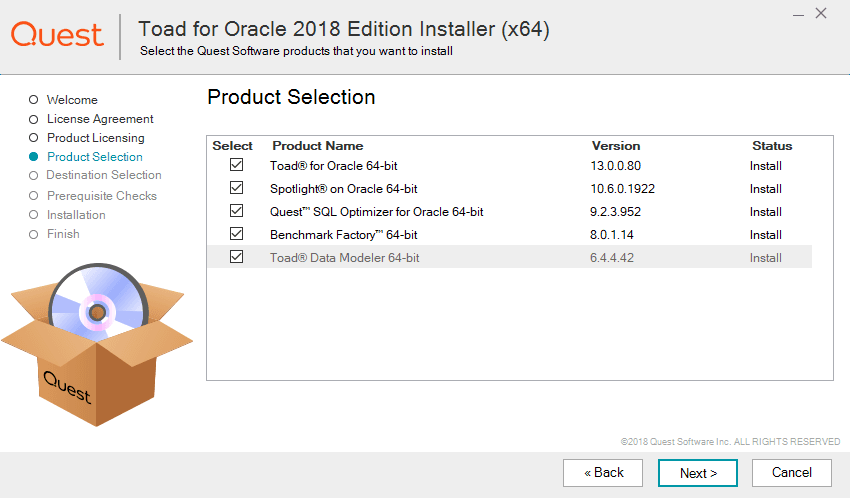 Quest
Toad for Oracle 2018 Edition Installer (x64)
Select the Quest Software products that you want to install
Welcome
License Agreement
Product Licensing
Product Selection
Destination Selection
Prerequisite Checks
Installation
Finish
Quest
Product Selection
Select Product Name Version Status
Toad® for Oracle 64-bit 13.0.0.80 Install
Spotlight® on Oracle 64-bit 10.6.0.1922 Install
Quest™ SQL Optimizer for Oracle 64-bit 9.2.3.952 Install
Benchmark Factory™ 64-bit 8.0.1.14 Install
Toad® Data Modeler 64-bit 6.4.4.42 Install
©2018 Quest Software Inc. ALL RIGHTS RESERVED
« Back Next > Cancel